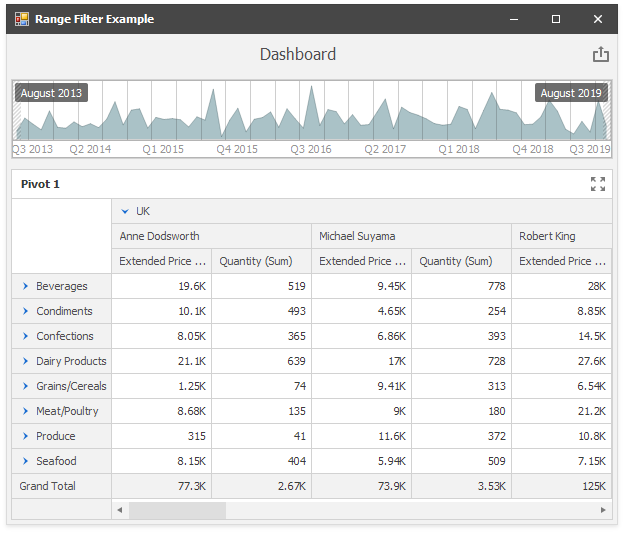 Range Filter Example
Dashboard
August 2013 August 2019
Q3 2013 Q2 2014 Q1 2015 Q4 2015 Q3 2016 Q2 2017 Q1 2018 Q4 2018 Q3 2019
Pivot 1
UK
Anne Dodsworth Michael Suyama Robert King
Extended Price ... Quantity (Sum) Extended Price ... Quantity (Sum) Extended Price ...
Beverages 19.6K 519 9.45K 778 28K
Condiments 10.1K 493 4.65K 254 8.85K
Confections 8.05K 365 6.86K 393 14.5K
Dairy Products 21.1K 639 17K 728 27.6K
Grains/Cereals 1.25K 74 9.41K 313 6.54K
Meat/Poultry 8.68K 135 9K 180 21.2K
Produce 315 41 11.6K 372 10.8K
Seafood 8.15K 404 5.94K 509 7.15K
Grand Total 77.3K 2.67K 73.9K 3.53K 125K